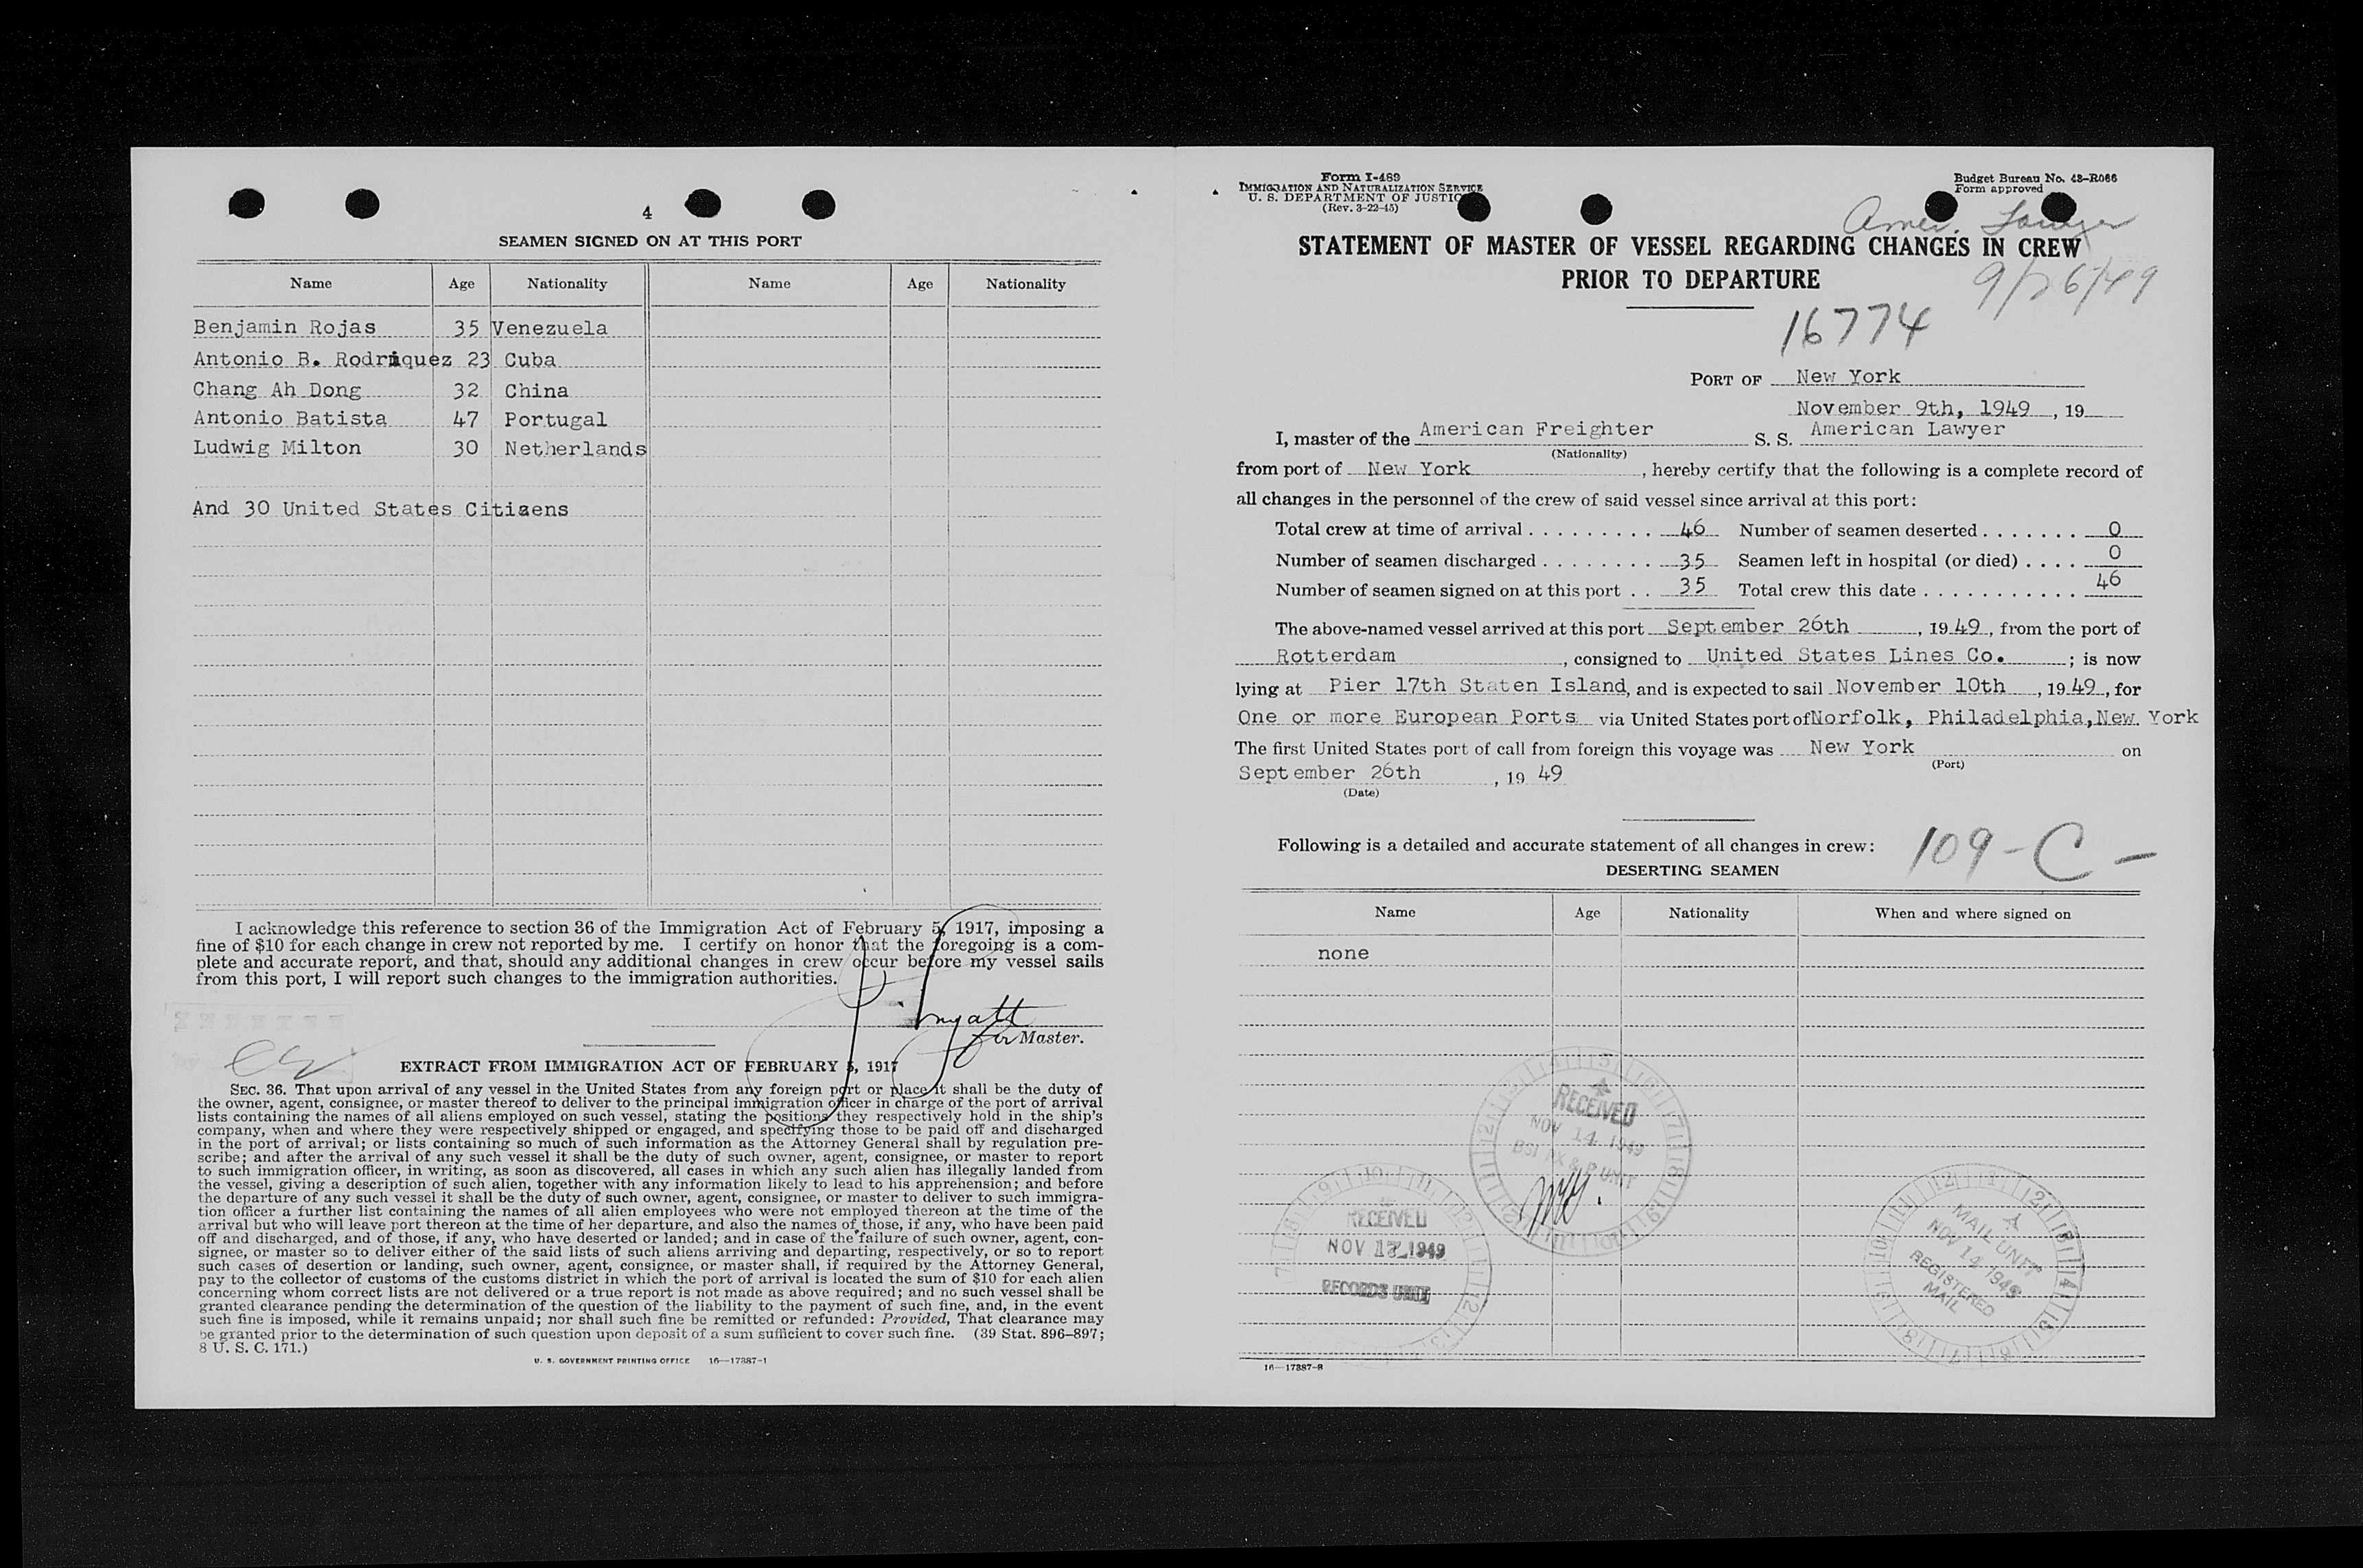 4
SEAMEN SIGNED ON AT THIS PORT
Name Age Nationality Name Age Nationality
Benjamin Rojas 35 Venezuela
Antonio B. Rodriquez 23 Cuba
Chang Ah Dong 32 China
Antonio Batista 47 Portugal
Ludwig Milton 30 Netherlands
And 30 United States Citizens
I acknowledge this reference to section 36 of the Immigration Act of February 5, 1917, imposing a
fine of $10 for each change in crew not reported by me. I certify on honor that the foregoing is a com-
plete and accurate report, and that, should any additional changes in crew occur before my vessel sails
from this port, I will report such changes to the immigration authorities.
for Master.
EXTRACT FROM IMMIGRATION ACT OF FEBRUARY 5, 1917
SEC. 36. That upon arrival of any vessel in the United States from any foreign port or place it shall be the duty of
the owner, agent, consignee, or master thereof to deliver to the principal immigration officer in charge of the port of arrival
lists containing the names of all aliens employed on such vessel, stating the positions they respectively hold in the ship's
company, when and where they were respectively shipped or engaged, and specifying those to be paid off and discharged
in the port of arrival; or lists containing so much of such information as the Attorney General shall by regulation pre-
scribe; and after the arrival of any such vessel it shall be the duty of such owner, agent, consignee, or master to report
to such immigration officer, in writing, as soon as discovered, all cases in which any such alien has illegally landed from
the vessel, giving a description of such alien, together with any information likely to lead to his apprehension; and before
the departure of any such vessel it shall be the duty of such owner, agent, consignee, or master to deliver to such immigra-
tion officer a further list containing the names of all alien employees who were not employed thereon at the time of the
arrival but who will leave port thereon at the time of her departure, and also the names of those, if any, who have been paid
off and discharged, and of those, if any, who have deserted or landed; and in case of the failure of such owner, agent, con-
signee, or master so to deliver either of the said lists of such aliens arriving and departing, respectively, or so to report
such cases of desertion or landing, such owner, agent, consignee, or master shall, if required by the Attorney General,
pay to the collector of customs of the customs district in which the port of arrival is located the sum of $10 for each alien
concerning whom correct lists are not delivered or a true report is not made as above required; and no such vessel shall be
granted clearance pending the determination of the question of the liability to the payment of such fine, and, in the event
such fine is imposed, while it remains unpaid; nor shall such fine be remitted or refunded: Provided, That clearance may
be granted prior to the determination of such question upon deposit of a sum sufficient to cover such fine. (39 Stat. 896–897;
8 U. S. C. 171.)
U. S. GOVERNMENT PRINTING OFFICE 16—17387-1
Form I-489
IMMIGRATION AND NATURALIZATION SERVICE
U. S. DEPARTMENT OF JUSTIC
(Rev. 3-22-45)
Budget Bureau No. 43–R066
Form approved
Amer. Lawyer
STATEMENT OF MASTER OF VESSEL REGARDING CHANGES IN CREW
PRIOR TO DEPARTURE
9/26/49
16774
PORT OF New York
November 9th, 1949, 19
I, master of the American Freighter S. S. American Lawyer
(Nationality)
from port of New York, hereby certify that the following is a complete record of
all changes in the personnel of the crew of said vessel since arrival at this port:
Total crew at time of arrival 46 Number of seamen deserted 0
Number of seamen discharged 35 Seamen left in hospital (or died) 0
Number of seamen signed on at this port 35 Total crew this date 46
The above-named vessel arrived at this port September 26th, 1949, from the port of
Rotterdam, consigned to United States Lines Co.; is now
lying at Pier 17th Staten Island, and is expected to sail November 10th, 1949, for
One or more European Ports via United States port of Norfolk, Philadelphia, New York
The first United States port of call from foreign this voyage was New York on
(Port)
September 26th, 19 49
(Date)
Following is a detailed and accurate statement of all changes in crew:
109-C-
DESERTING SEAMEN
Name Age Nationality When and where signed on
none
RECEIVED
NOV 14 1949
RECEIVED
NOV 1949
RECORDS UNIT
MAIL UNIT
NOV 14 1949
REGISTERED
MAIL
16—17387-3